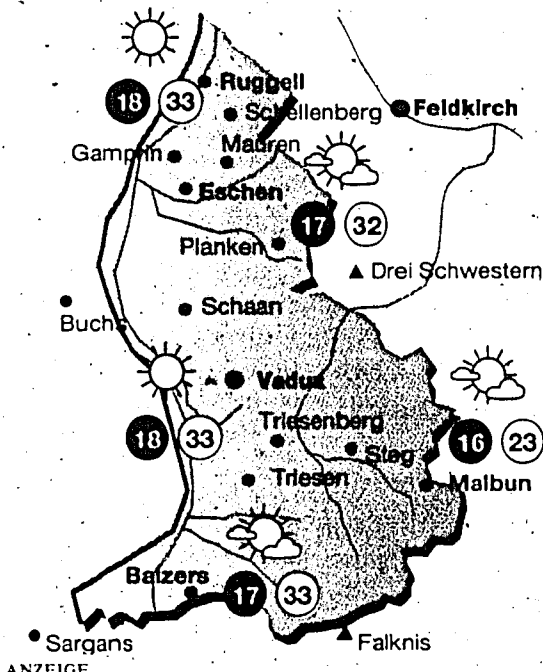 Ruggell
18 33
Schellenberg
Feldkirch
Mauren
Gamprin
Eschen
17 32
Planken
Drei Schwestern
Schaan
Buchs
Vaduz
Triesenberg
18 33
Steg
16 23
Triesen
Malbun
Balzers
17 33
Sargans
Falknis
ANZEIGE